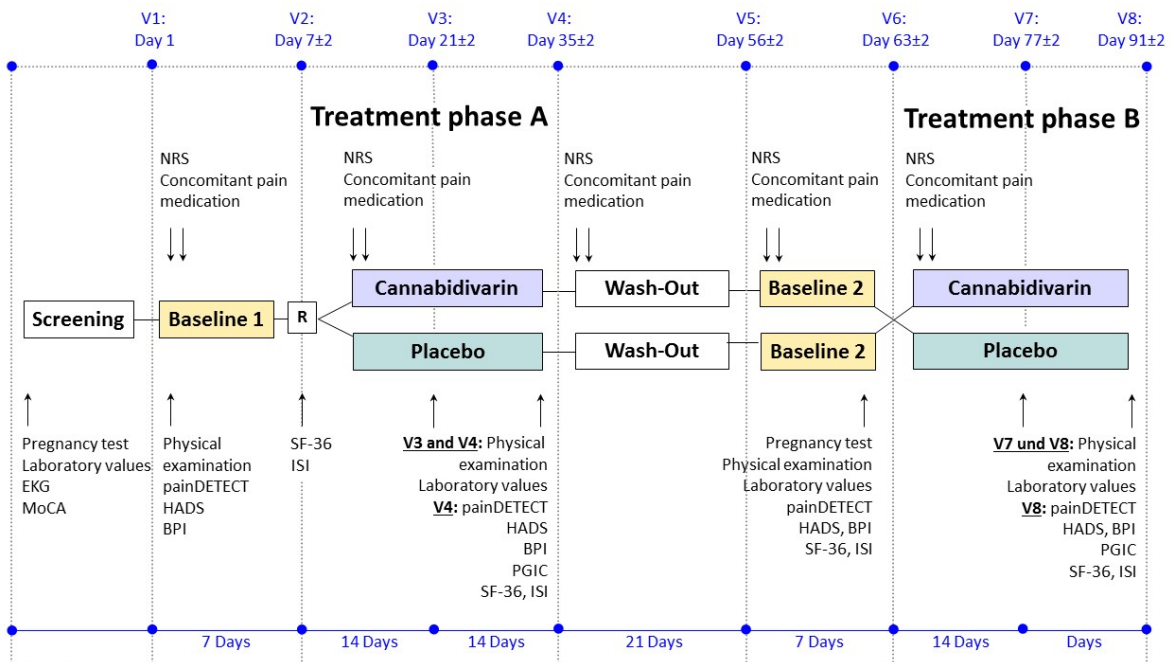 V1:
Day 1
V2:
Day 7±2
V3:
Day 21±2
V4:
Day 35±2
V5:
Day 56±2
V6:
Day 63±2
V7:
Day 77±2
V8:
Day 91±2
Treatment phase A
Treatment phase B
NRS
Concomitant pain
medication
NRS
Concomitant pain
medication
NRS
Concomitant pain
medication
NRS
Concomitant pain
medication
NRS
Concomitant pain
medication
Screening
Baseline 1
R
Cannabidivarin
Placebo
Wash-Out
Wash-Out
Baseline 2
Baseline 2
Cannabidivarin
Placebo
Pregnancy test
Laboratory values
EKG
MoCA
Physical
examination
painDETECT
HADS
BPI
SF-36
ISI
V3 and V4: Physical
examination
Laboratory values
V4: painDETECT
HADS
BPI
PGIC
SF-36, ISI
Pregnancy test
Physical examination
Laboratory values
painDETECT
HADS, BPI
SF-36, ISI
V7 und V8: Physical
examination
Laboratory values
V8: painDETECT
HADS, BPI
PGIC
SF-36, ISI
7 Days
14 Days
14 Days
21 Days
7 Days
14 Days
Days